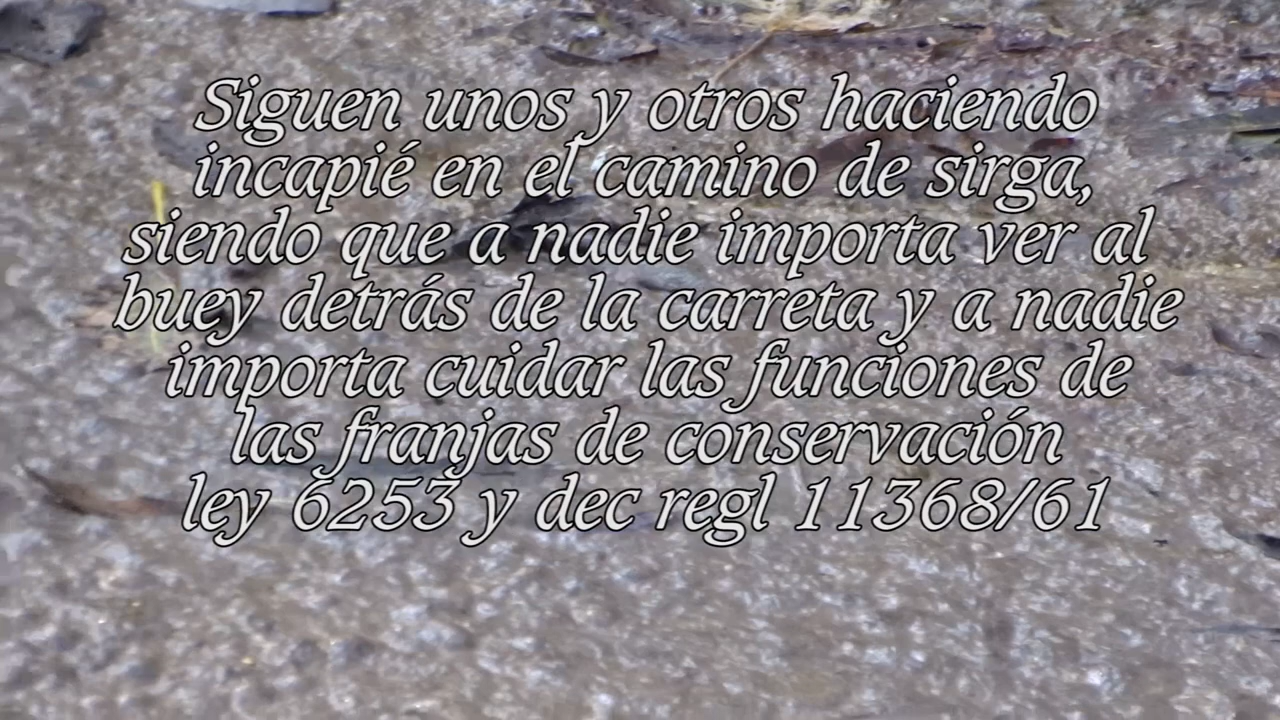 Siguen unos y otros haciendo
incapié en el camino de sirga,
siendo que a nadie importa ver al
buey detrás de la carreta y a nadie
importa cuidar las funciones de
las franjas de conservación
ley 6253 y dec regl 11368/61